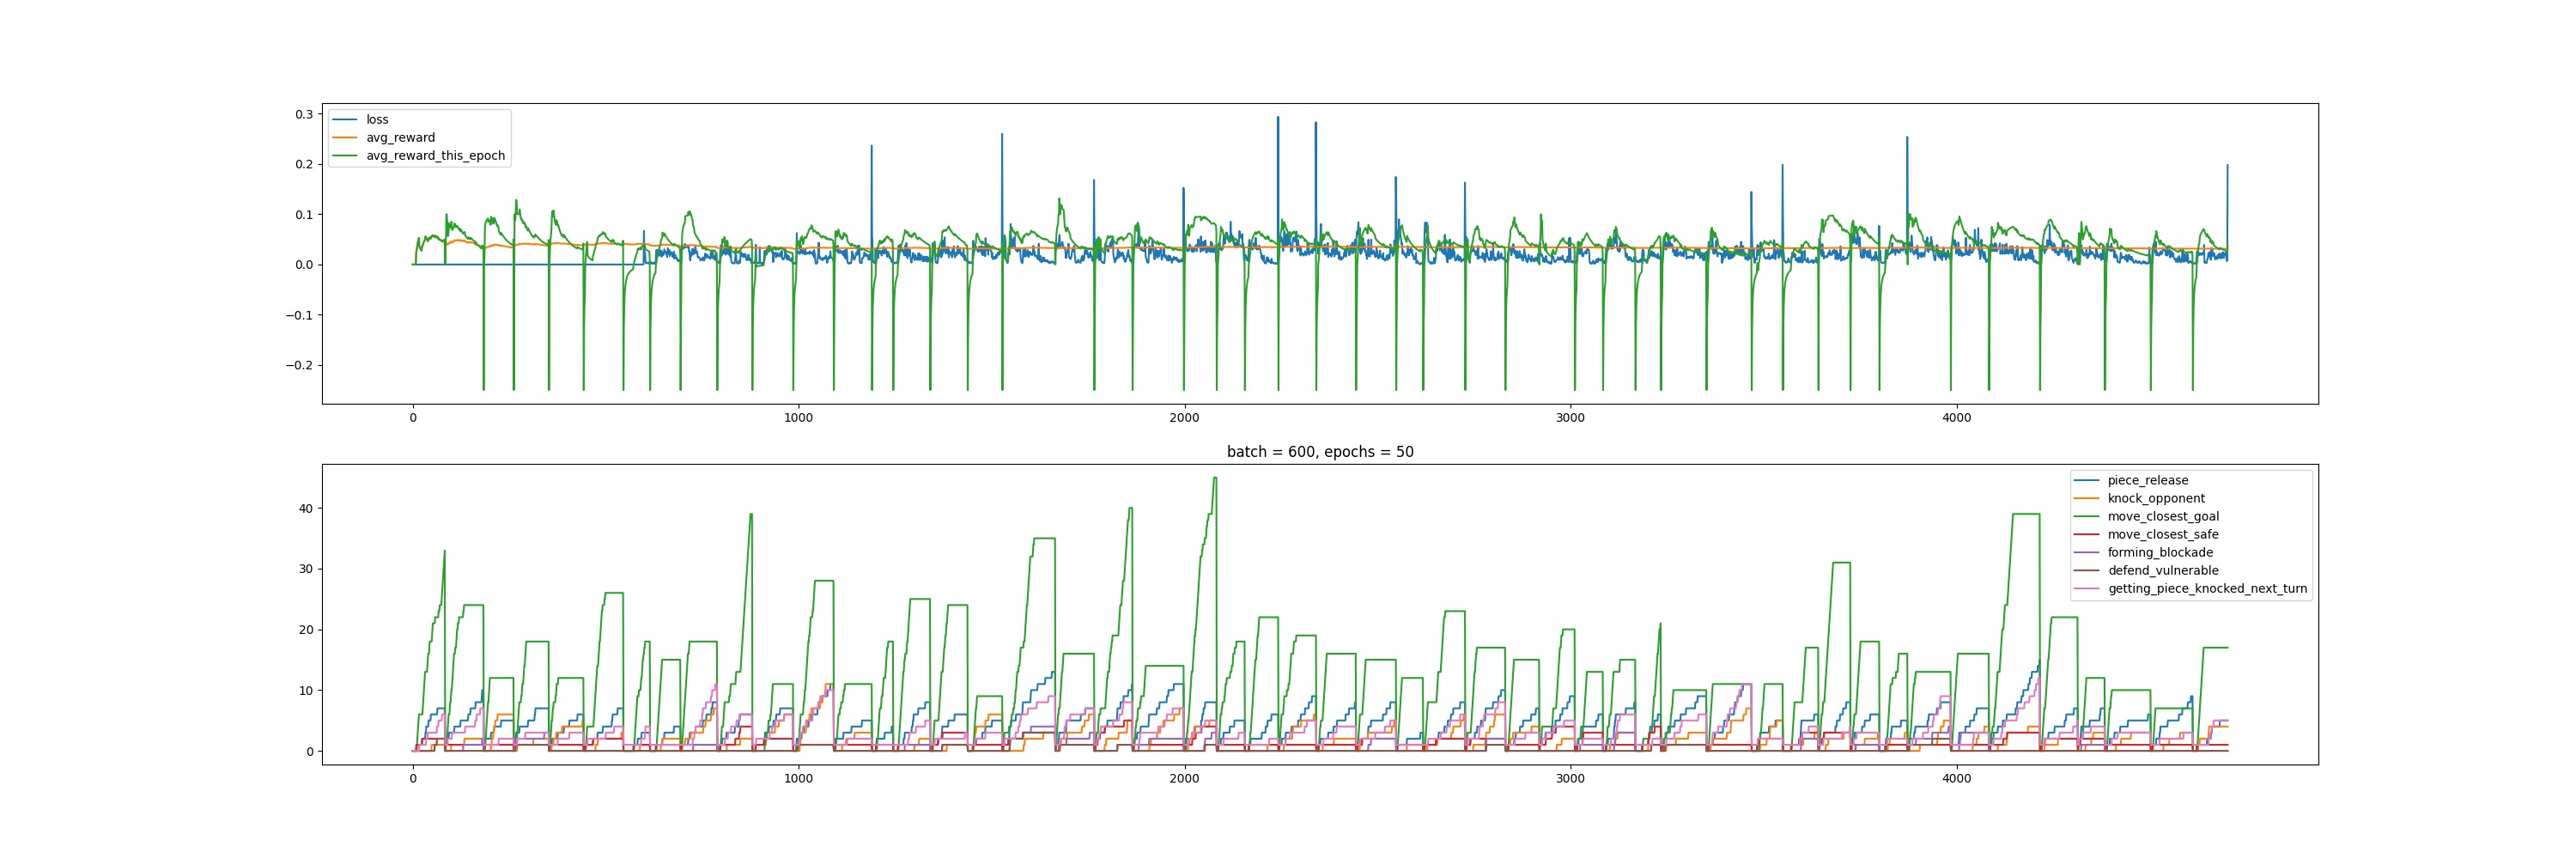 0.3
0.2
0.1
0.0
−0.1
−0.2
loss
avg_reward
avg_reward_this_epoch
0 1000 2000 3000 4000
batch = 600, epochs = 50
40
30
20
10
0
piece_release
knock_opponent
move_closest_goal
move_closest_safe
forming_blockade
defend_vulnerable
getting_piece_knocked_next_turn
0 1000 2000 3000 4000